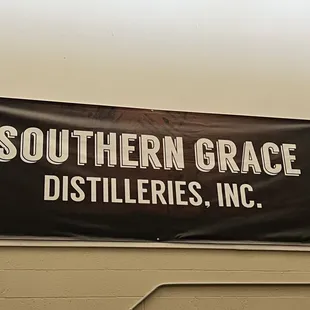 SOUTHERN GRACE
DISTILLERIES, INC.